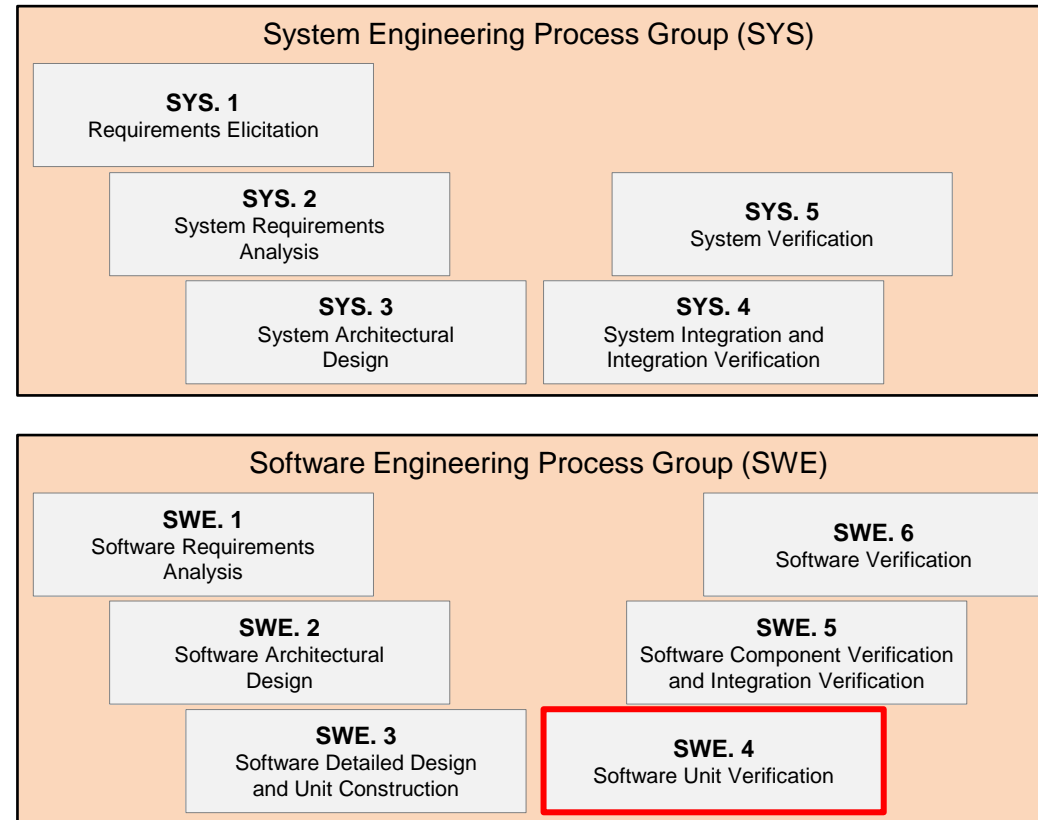 System Engineering Process Group (SYS)
SYS. 1
Requirements Elicitation
SYS. 2
System Requirements
Analysis
SYS. 5
System Verification
SYS. 3
System Architectural
Design
SYS. 4
System Integration and
Integration Verification
Software Engineering Process Group (SWE)
SWE. 1
Software Requirements
Analysis
SWE. 6
Software Verification
SWE. 2
Software Architectural
Design
SWE. 5
Software Component Verification
and Integration Verification
SWE. 3
Software Detailed Design
and Unit Construction
SWE. 4
Software Unit Verification